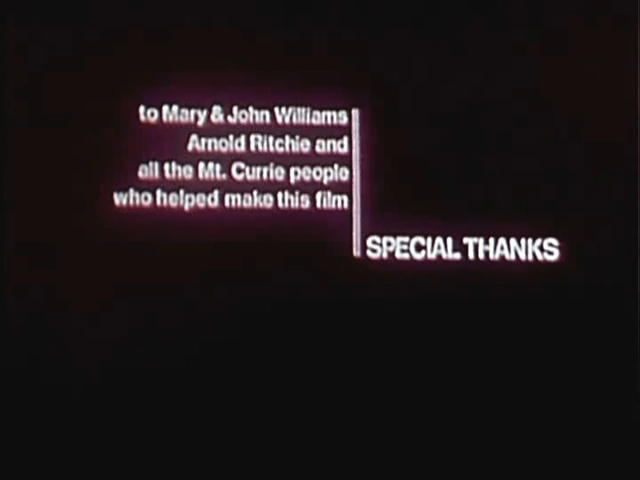 to Mary & John Williams
Arnold Ritchie and
all the Mt. Currie people
who helped make this film
SPECIAL THANKS